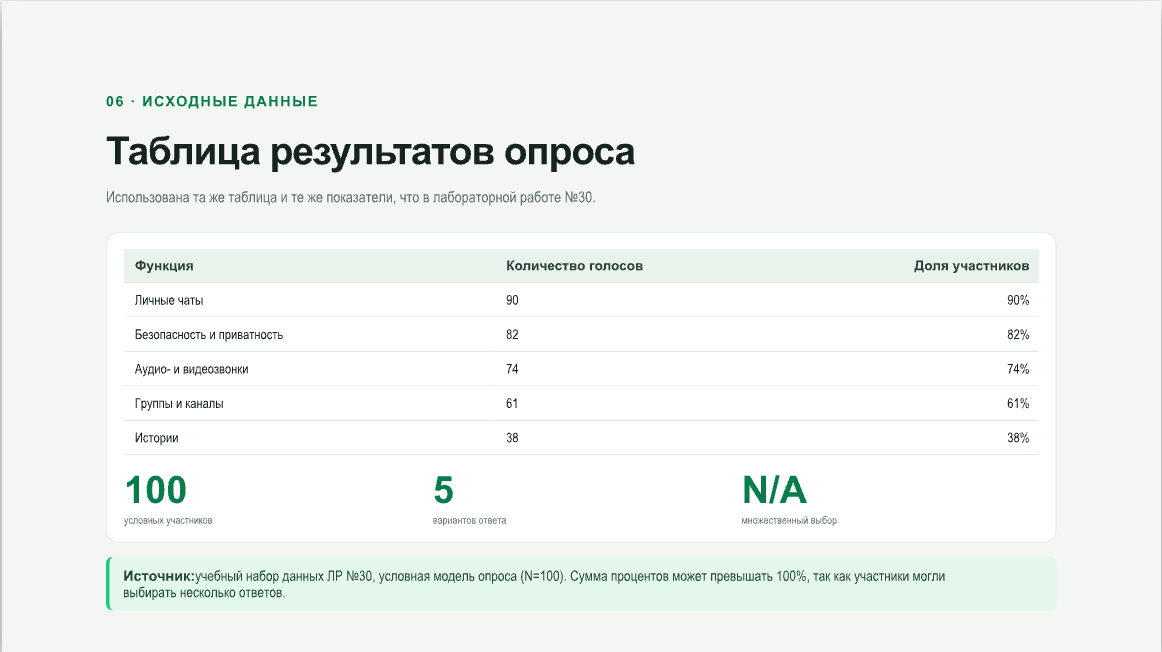 06 · ИСХОДНЫЕ ДАННЫЕ
Таблица результатов опроса
Использована та же таблица и те же показатели, что в лабораторной работе №30.
Функция Количество голосов Доля участников
Личные чаты 90 90%
Безопасность и приватность 82 82%
Аудио- и видеозвонки 74 74%
Группы и каналы 61 61%
Истории 38 38%
100 5 N/A
условных участников вариантов ответа множественный выбор
Источник:учебный набор данных ЛР №30, условная модель опроса (N=100). Сумма процентов может превышать 100%, так как участники могли
выбирать несколько ответов.